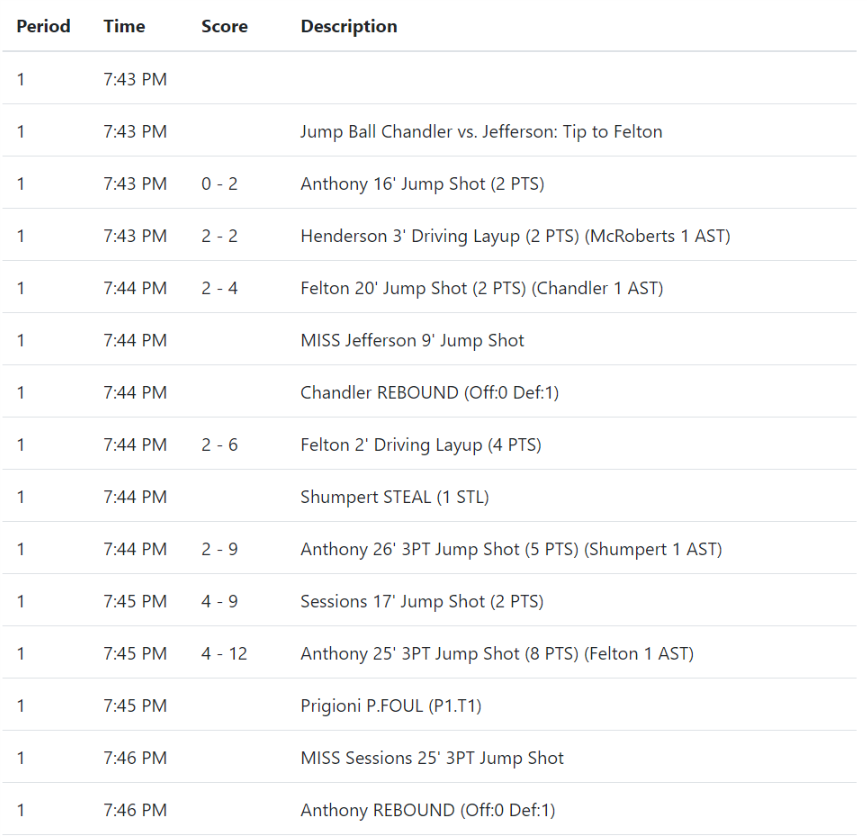 Period Time Score Description
1 7:43 PM
1 7:43 PM Jump Ball Chandler vs. Jefferson: Tip to Felton
1 7:43 PM 0 - 2 Anthony 16' Jump Shot (2 PTS)
1 7:43 PM 2 - 2 Henderson 3' Driving Layup (2 PTS) (McRoberts 1 AST)
1 7:44 PM 2 - 4 Felton 20' Jump Shot (2 PTS) (Chandler 1 AST)
1 7:44 PM MISS Jefferson 9' Jump Shot
1 7:44 PM Chandler REBOUND (Off:0 Def:1)
1 7:44 PM 2 - 6 Felton 2' Driving Layup (4 PTS)
1 7:44 PM Shumpert STEAL (1 STL)
1 7:44 PM 2 - 9 Anthony 26' 3PT Jump Shot (5 PTS) (Shumpert 1 AST)
1 7:45 PM 4 - 9 Sessions 17' Jump Shot (2 PTS)
1 7:45 PM 4 - 12 Anthony 25' 3PT Jump Shot (8 PTS) (Felton 1 AST)
1 7:45 PM Prigioni P.FOUL (P1.T1)
1 7:46 PM MISS Sessions 25' 3PT Jump Shot
1 7:46 PM Anthony REBOUND (Off:0 Def:1)